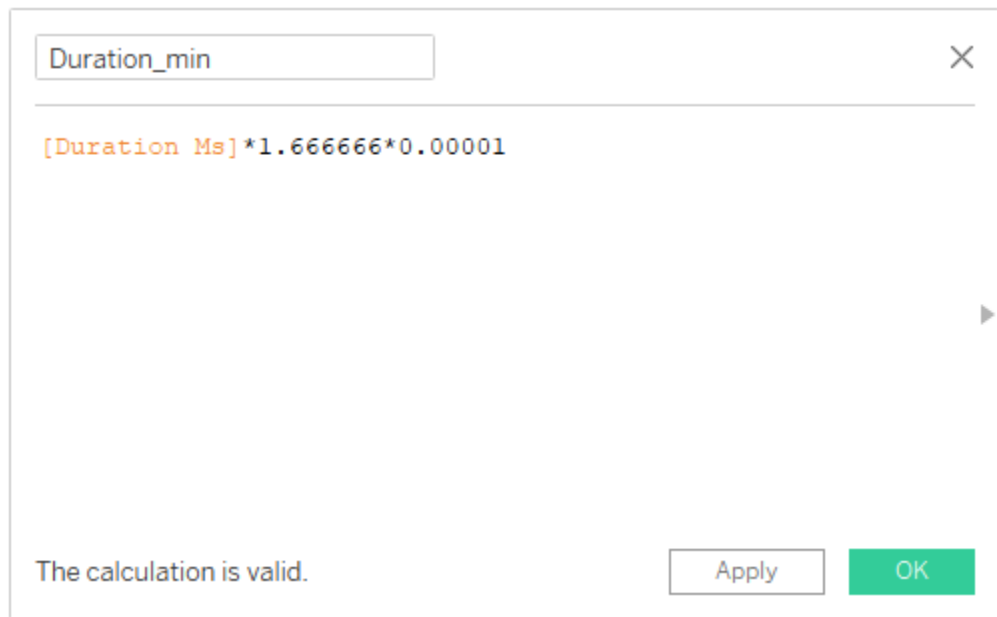 Duration_min
[Duration Ms]*1.666666*0.00001
The calculation is valid.
Apply
OK